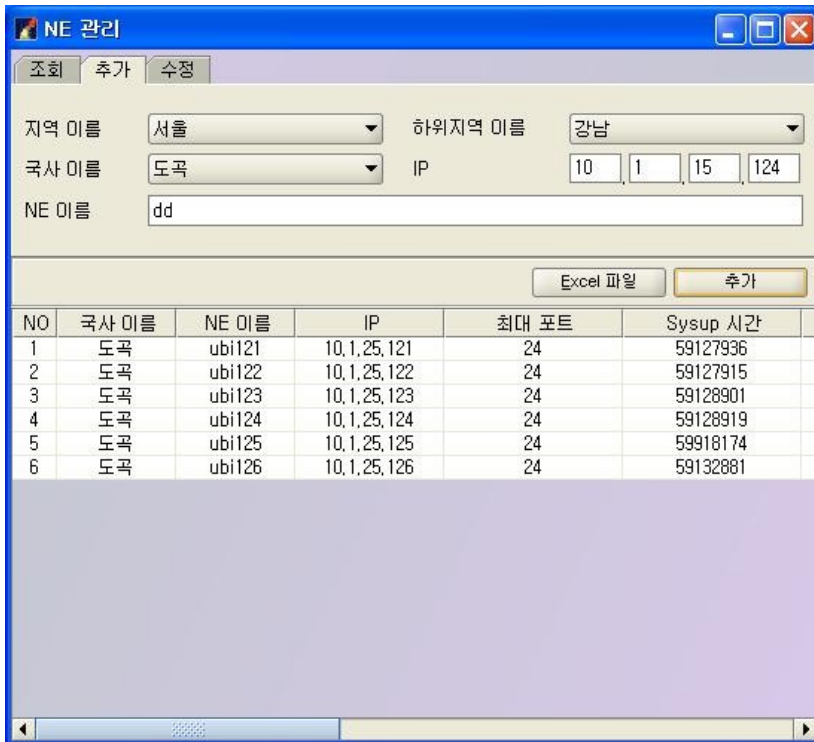 NE 관리
조회 추가 수정
지역 이름 서울 하위지역 이름 강남
국사 이름 도곡 IP 10 . 1 . 15 . 124
NE 이름 dd
Excel 파일 추가
NO 국사 이름 NE 이름 IP 최대 포트 Sysup 시간
1 도곡 ubi121 10,1,25,121 24 59127936
2 도곡 ubi122 10,1,25,122 24 59127915
3 도곡 ubi123 10,1,25,123 24 59128901
4 도곡 ubi124 10,1,25,124 24 59128919
5 도곡 ubi125 10,1,25,125 24 59918174
6 도곡 ubi126 10,1,25,126 24 59132881